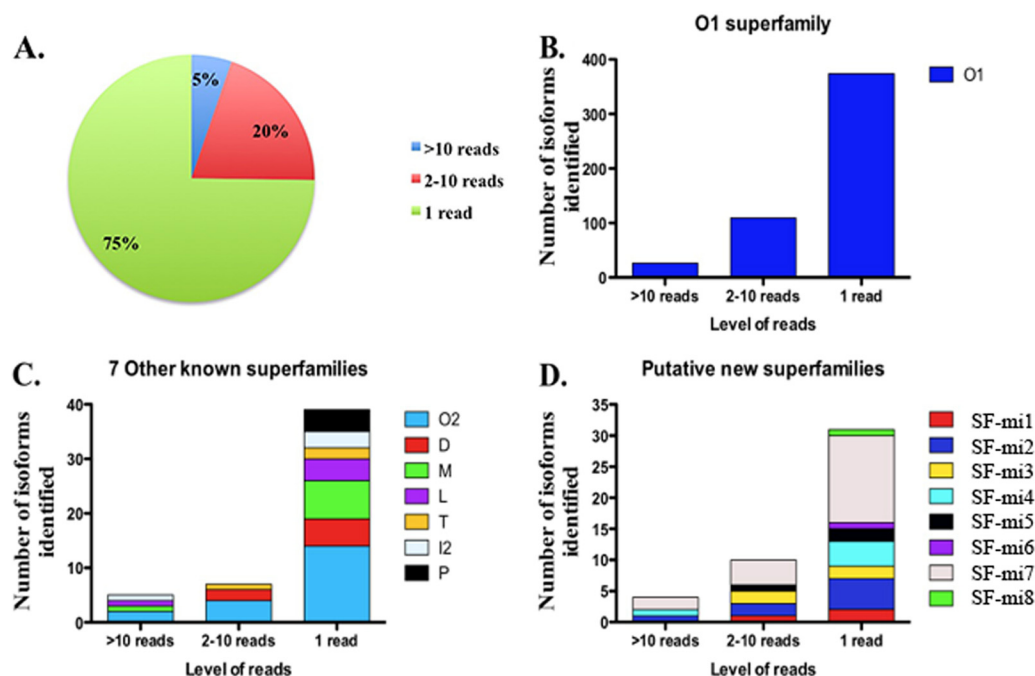 A.
5%
20%
75%
>10 reads
2-10 reads
1 read
B.
O1 superfamily
Number of isoforms
identified
400
300
200
100
0
>10 reads
2-10 reads
1 read
Level of reads
O1
C.
7 Other known superfamilies
Number of isoforms
identified
40
30
20
10
0
>10 reads
2-10 reads
1 read
Level of reads
O2
D
M
L
T
I2
P
D.
Putative new superfamilies
Number of isoforms
identified
35
30
25
20
15
10
5
0
>10 reads
2-10 reads
1 read
Level of reads
SF-mi1
SF-mi2
SF-mi3
SF-mi4
SF-mi5
SF-mi6
SF-mi7
SF-mi8